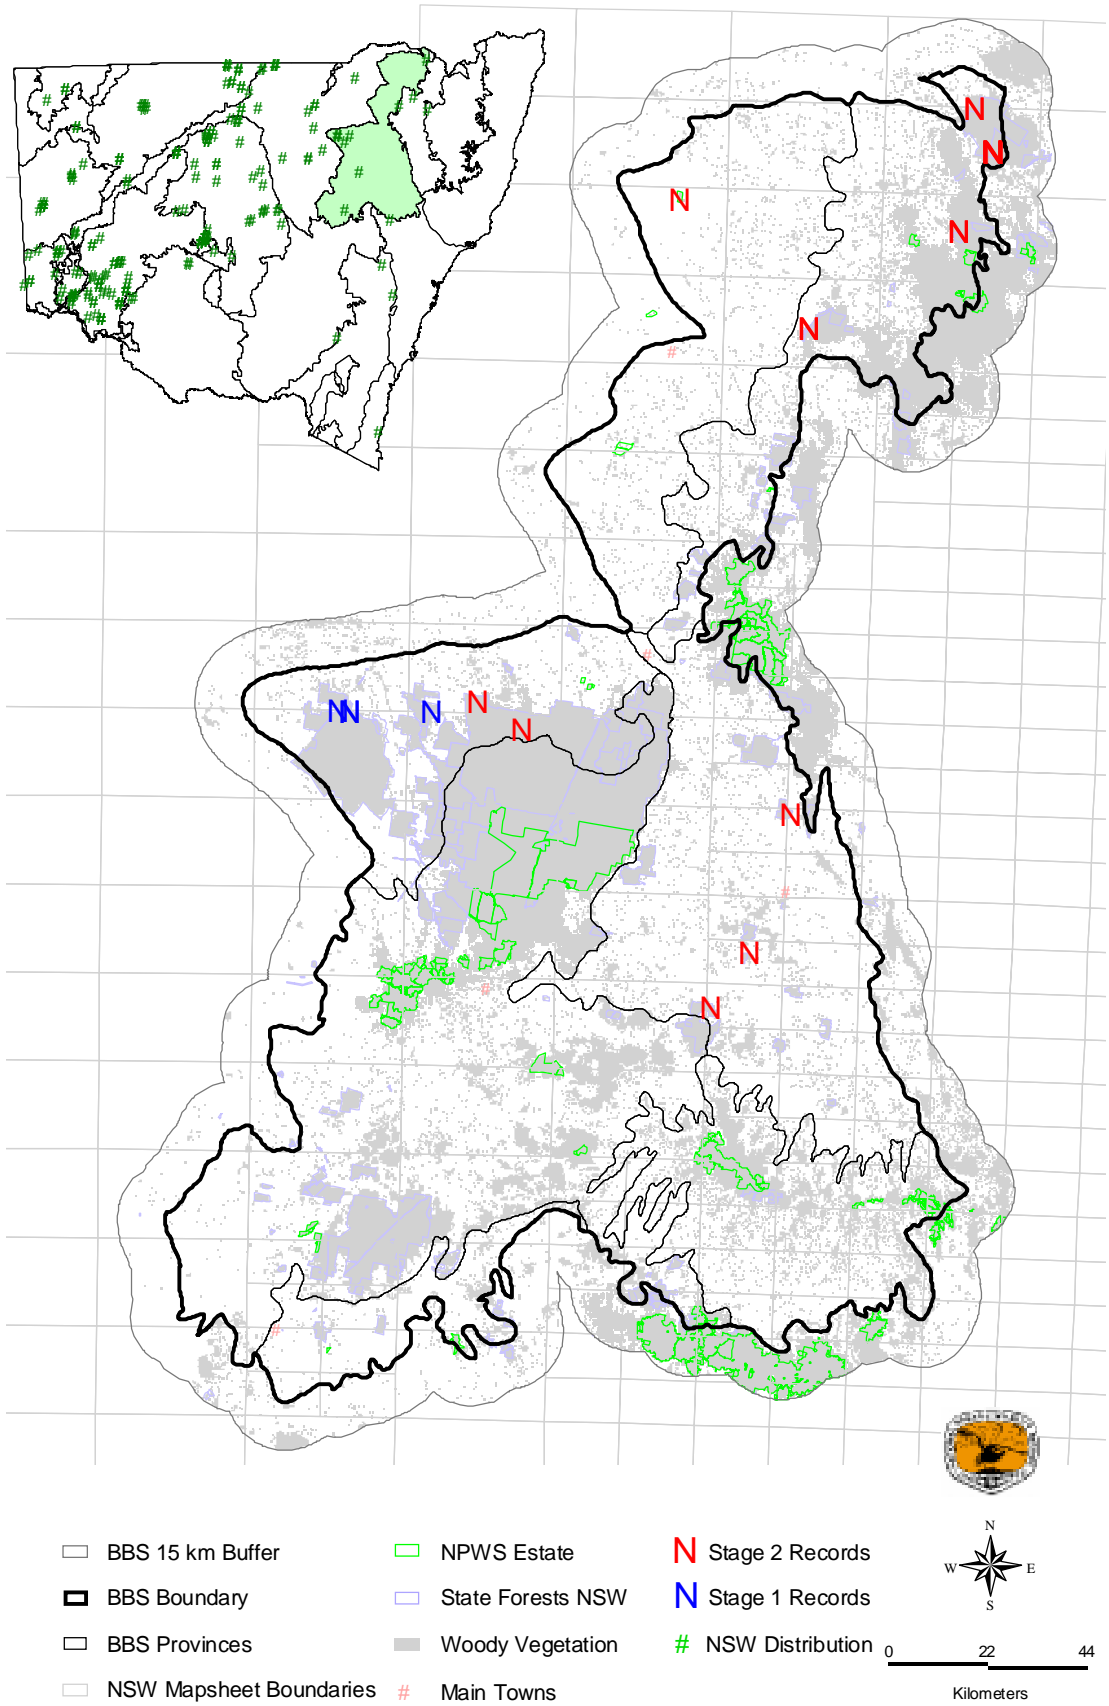 N
N
N
N
N
N N N N
N
N
N
N
BBS 15 km Buffer
BBS Boundary
BBS Provinces
NSW Mapsheet Boundaries
NPWS Estate
State Forests NSW
Woody Vegetation
# Main Towns
N Stage 2 Records
N Stage 1 Records
# NSW Distribution
N
W E
S
0 22 44
Kilometers